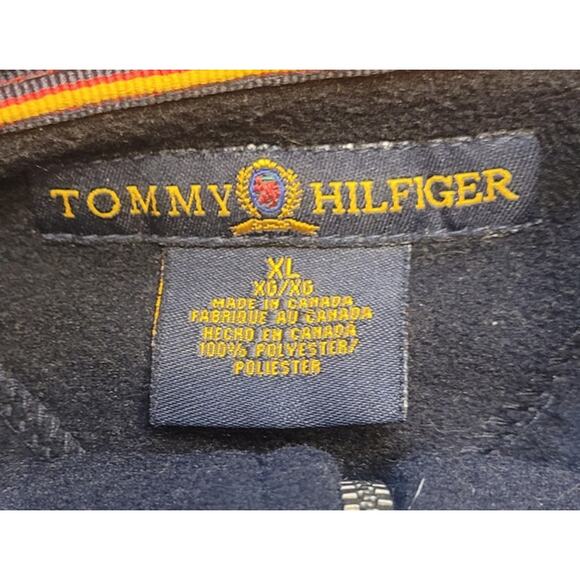 TOMMY HILFIGER
XL
XG/XG
MADE IN CANADA
FABRIQUE AU CANADA
HECHO EN CANADA
100% POLYESTER/
POLIESTER